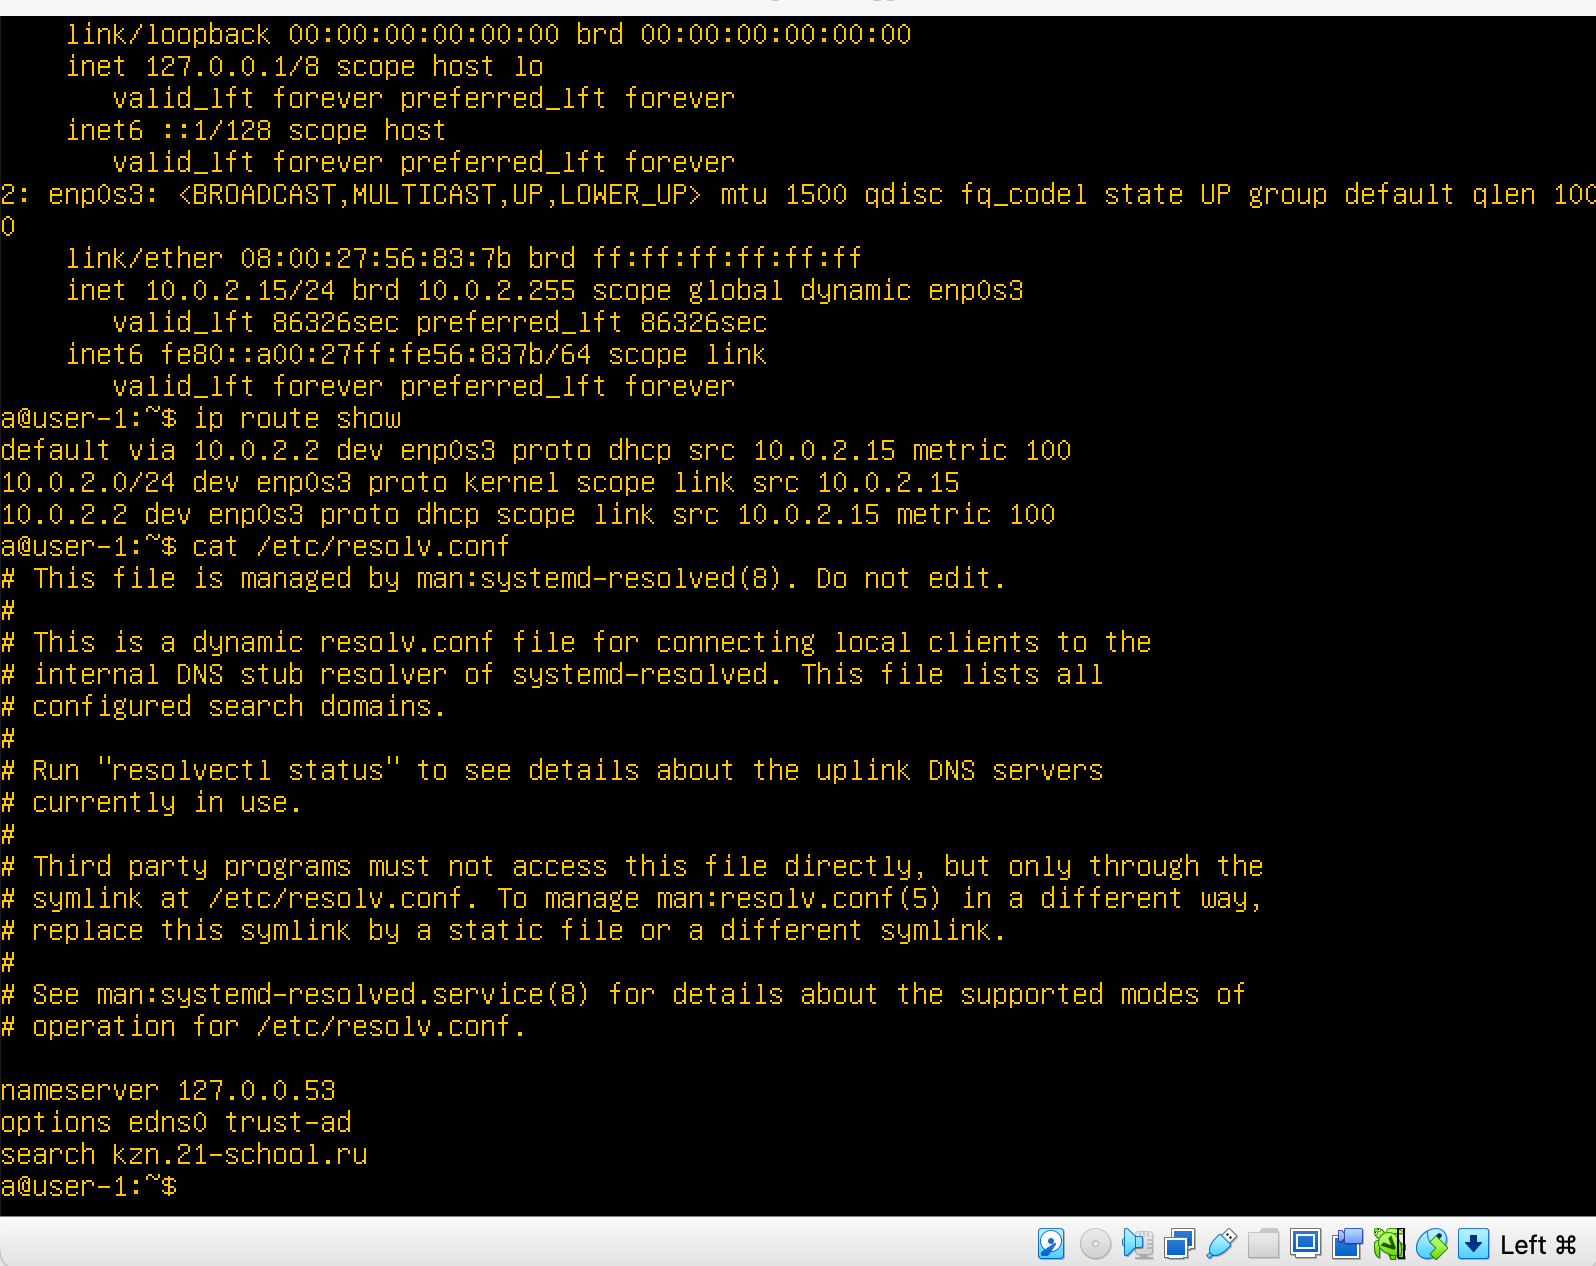 link/loopback 00:00:00:00:00:00 brd 00:00:00:00:00:00
inet 127.0.0.1/8 scope host lo
valid_lft forever preferred_lft forever
inet6 ::1/128 scope host
valid_lft forever preferred_lft forever
2: enp0s3: <BROADCAST,MULTICAST,UP,LOWER_UP> mtu 1500 qdisc fq_codel state UP group default qlen 100
0
link/ether 08:00:27:56:83:7b brd ff:ff:ff:ff:ff:ff
inet 10.0.2.15/24 brd 10.0.2.255 scope global dynamic enp0s3
valid_lft 86326sec preferred_lft 86326sec
inet6 fe80::a00:27ff:fe56:837b/64 scope link
valid_lft forever preferred_lft forever
a@user-1:~$ ip route show
default via 10.0.2.2 dev enp0s3 proto dhcp src 10.0.2.15 metric 100
10.0.2.0/24 dev enp0s3 proto kernel scope link src 10.0.2.15
10.0.2.2 dev enp0s3 proto dhcp scope link src 10.0.2.15 metric 100
a@user-1:~$ cat /etc/resolv.conf
# This file is managed by man:systemd-resolved(8). Do not edit.
#
# This is a dynamic resolv.conf file for connecting local clients to the
# internal DNS stub resolver of systemd-resolved. This file lists all
# configured search domains.
#
# Run "resolvectl status" to see details about the uplink DNS servers
# currently in use.
#
# Third party programs must not access this file directly, but only through the
# symlink at /etc/resolv.conf. To manage man:resolv.conf(5) in a different way,
# replace this symlink by a static file or a different symlink.
#
# See man:systemd-resolved.service(8) for details about the supported modes of
# operation for /etc/resolv.conf.
nameserver 127.0.0.53
options edns0 trust-ad
search kzn.21-school.ru
a@user-1:~$
Left ⌘